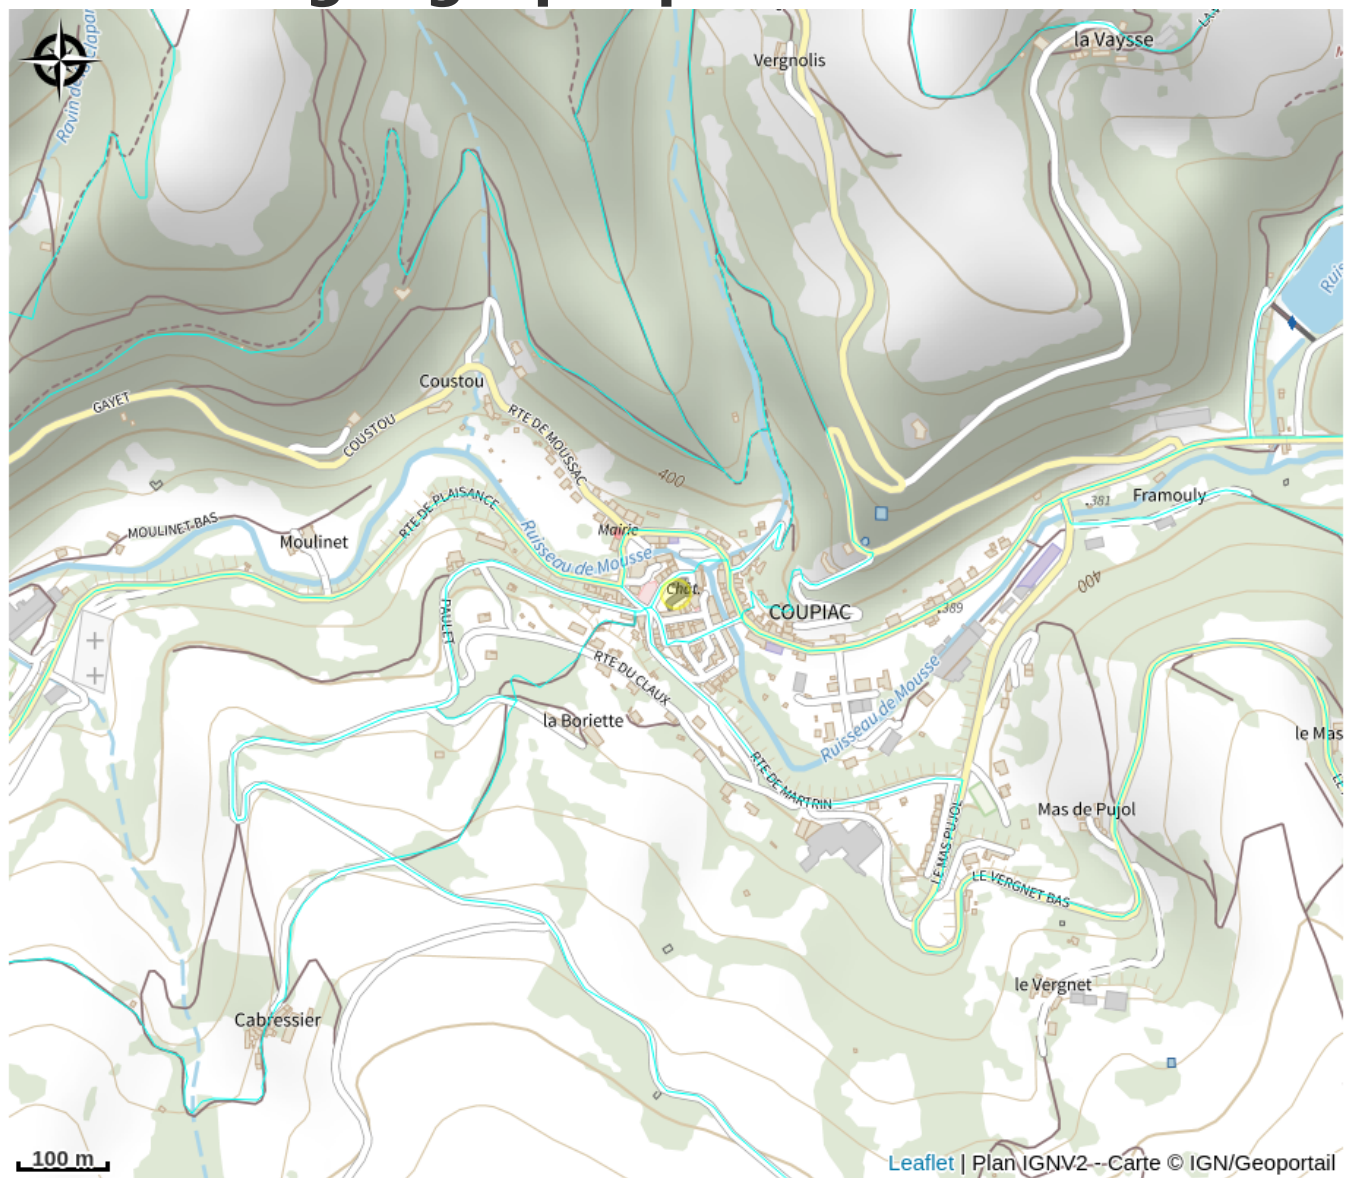 la Vaysse
Vergnolis
Coustou
GAYET
COUSTOU
RTE DE MOUSSAC
400
RTE DE PLAISANCE
381
Framouly
MOULINET-BAS
Moulinet
Mairie
Ruisseau de Mousse
Chât.
400
COUPIAC
389
PAULET
RTE DU CLAUX
Ruisseau de Mousse
la Boriette
le Mas
RTE DE MARTRIN
Mas de Pujol
LE MAS PUJOL
LE VERGNET BAS
le Vergnet
Cabressier
100 m
Leaflet | Plan IGNV2 - Carte © IGN/Geoportail